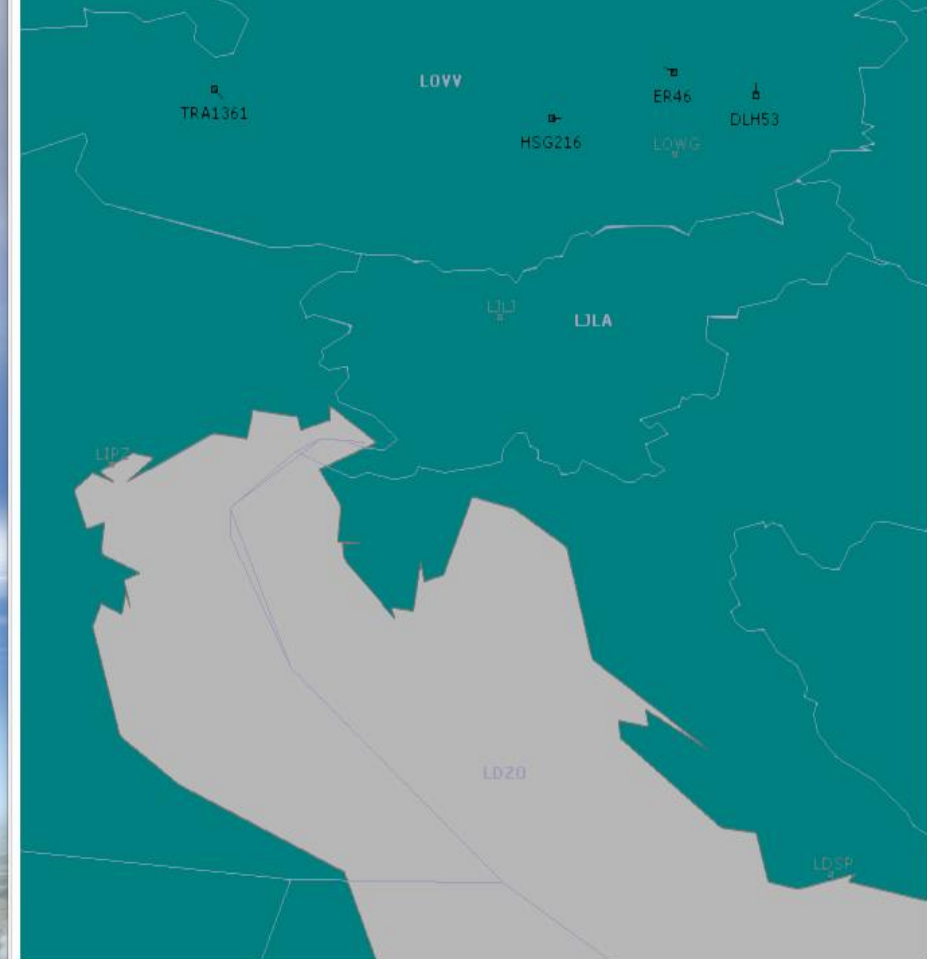 LOVV
ER46
TRA1361
DLH53
HSG216
LOWG
LJLJ
LJLA
LIPZ
LDZO
LDSP